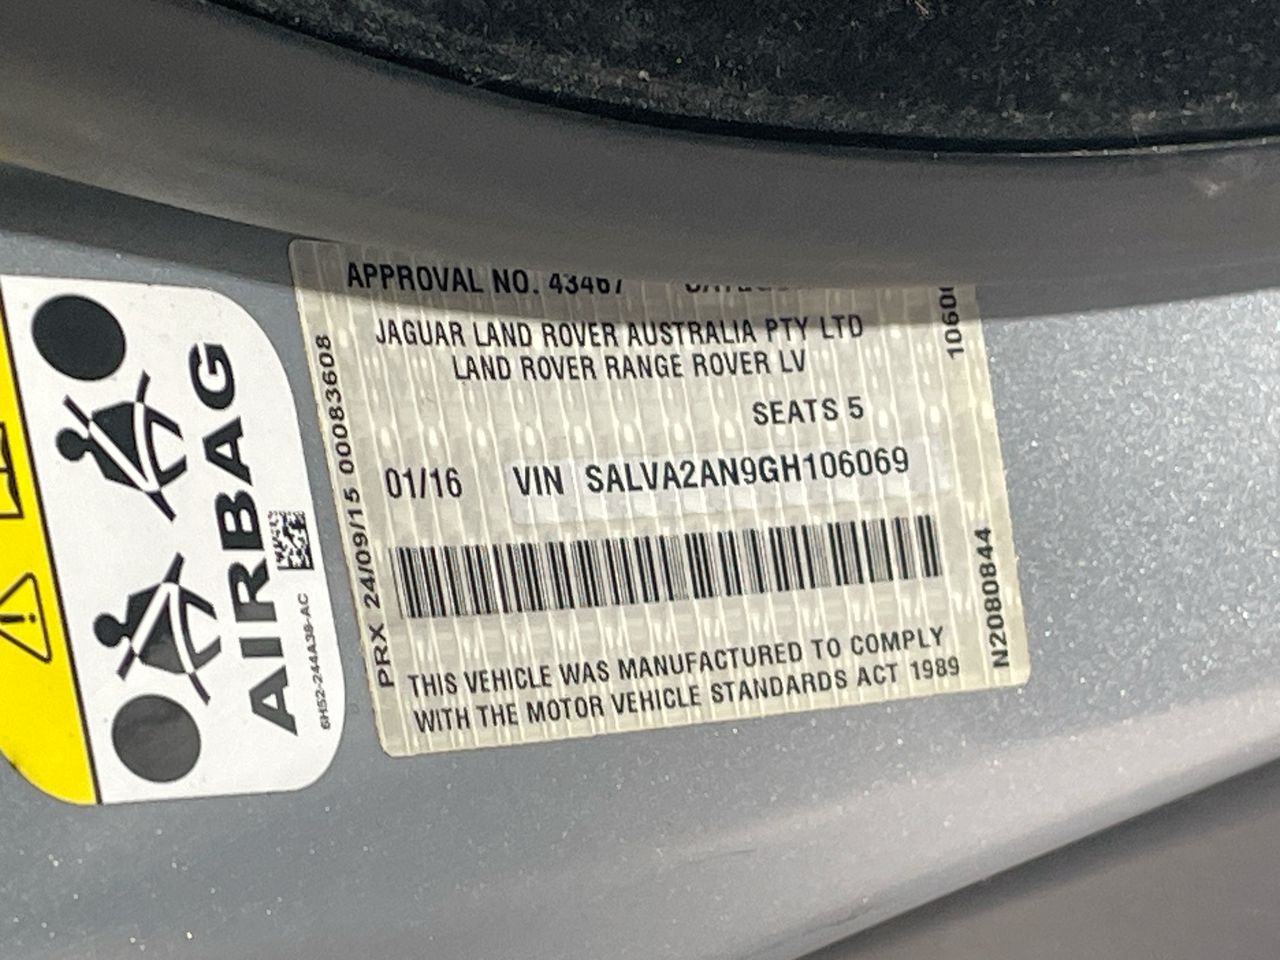 APPROVAL NO. 43467
JAGUAR LAND ROVER AUSTRALIA PTY LTD
LAND ROVER RANGE ROVER LV
SEATS 5
01/16 VIN SALVA2AN9GH106069
THIS VEHICLE WAS MANUFACTURED TO COMPLY
WITH THE MOTOR VEHICLE STANDARDS ACT 1989
PRX 24/09/15 00083608
N2080844
AIRBAG
6H52-244A38-AC